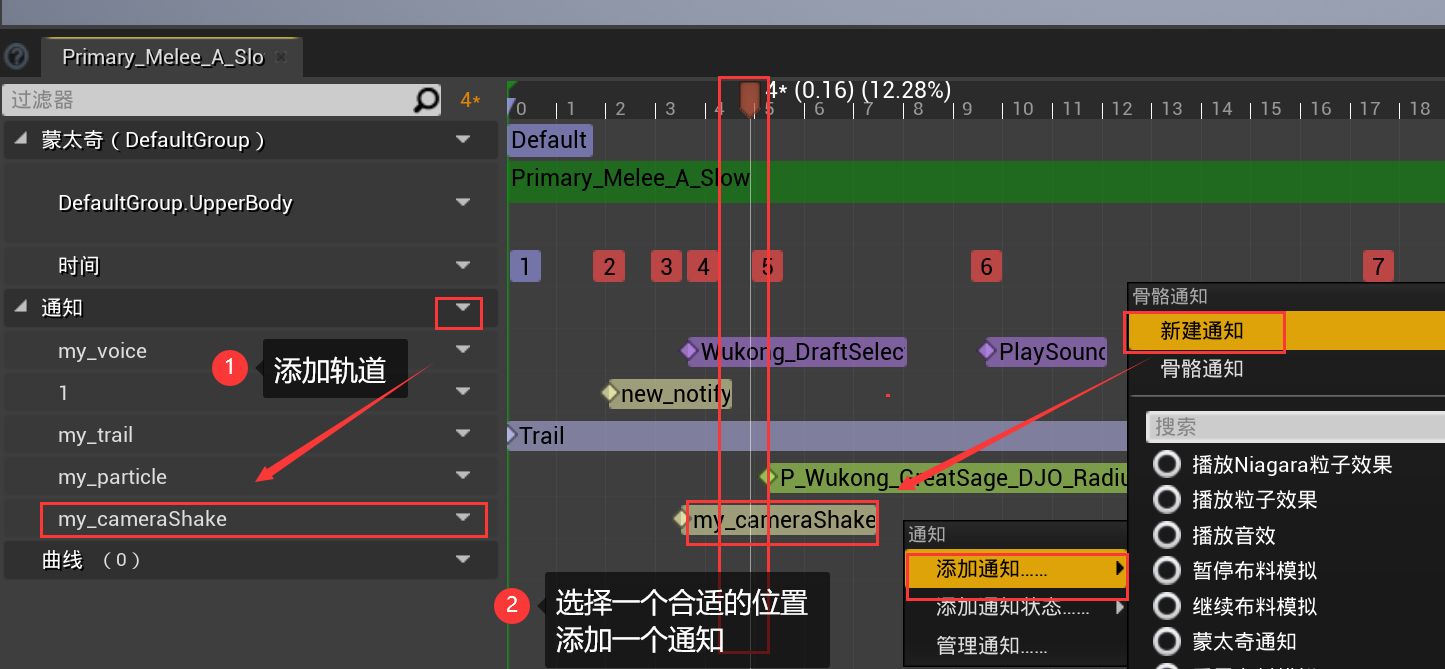 Primary_Melee_A_Slo
过滤器
4*
4* (0.16) (12.28%)
0 1 2 3 4 5 6 7 8 9 10 11 12 13 14 15 16 17 18
蒙太奇（DefaultGroup）
Default
Primary_Melee_A_Slow
DefaultGroup.UpperBody
时间
1 2 3 4 5 6 7
通知
my_voice
Wukong_DraftSelec
PlaySound
1
new_notify
my_trail
Trail
my_particle
P_Wukong_GreatSage_DJO_Radiu
my_cameraShake
my_cameraShake
曲线 （0）
1
添加轨道
2
选择一个合适的位置
添加一个通知
通知
添加通知……
添加通知状态……
管理通知……
骨骼通知
新建通知
骨骼通知
搜索
播放Niagara粒子效果
播放粒子效果
播放音效
暂停布料模拟
继续布料模拟
蒙太奇通知